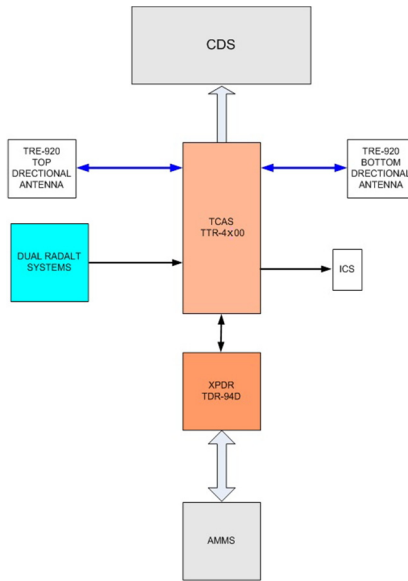 CDS
TRE-920
TOP
DRECTIONAL
ANTENNA
TRE-920
BOTTOM
DRECTIONAL
ANTENNA
TCAS
TTR-4x00
DUAL RADALT
SYSTEMS
ICS
XPDR
TDR-94D
AMMS